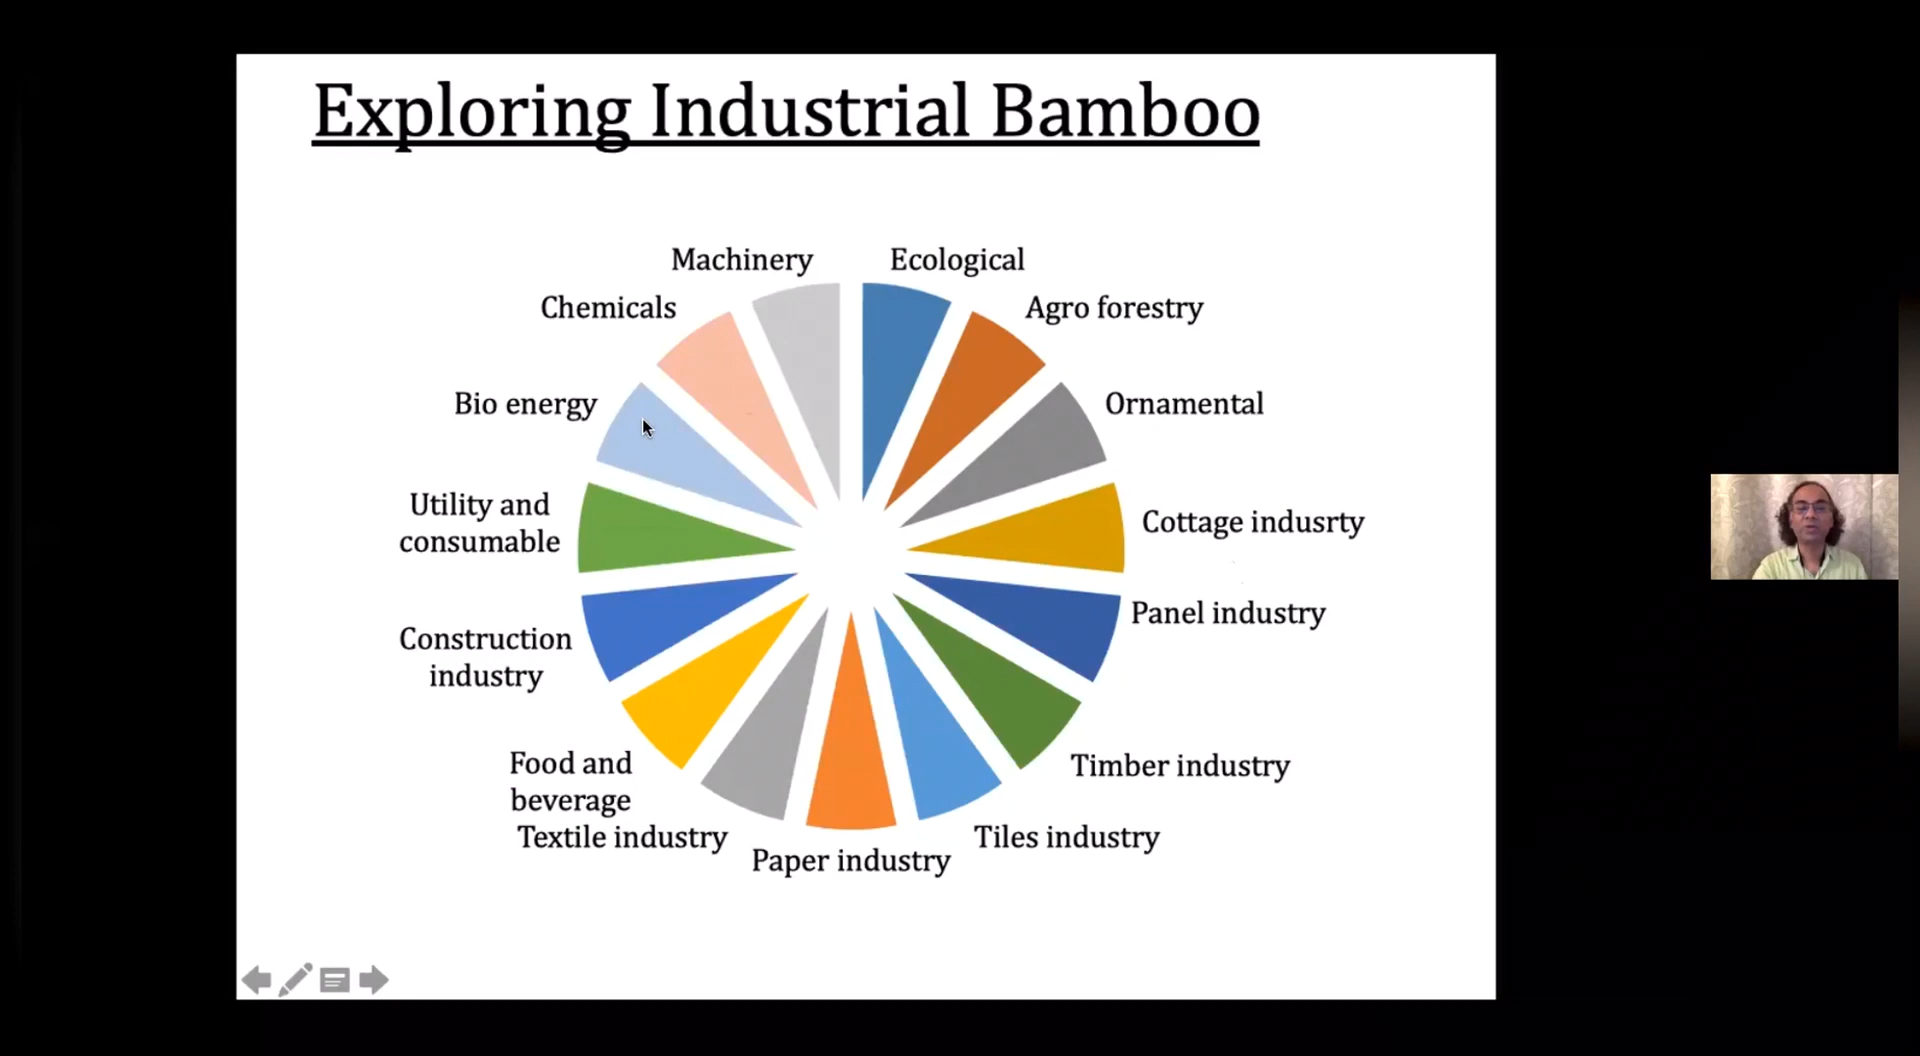 Exploring Industrial Bamboo
Machinery
Ecological
Chemicals
Agro forestry
Bio energy
Ornamental
Utility and
consumable
Cottage indusrty
Panel industry
Construction
industry
Food and
beverage
Timber industry
Textile industry
Tiles industry
Paper industry